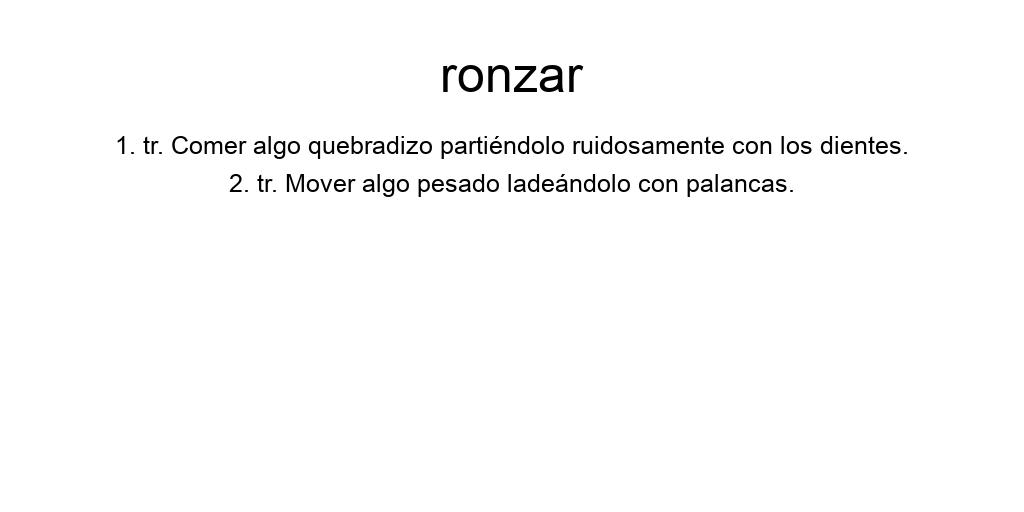 ronzar
1. tr. Comer algo quebradizo partiéndolo ruidosamente con los dientes.
2. tr. Mover algo pesado ladeándolo con palancas.